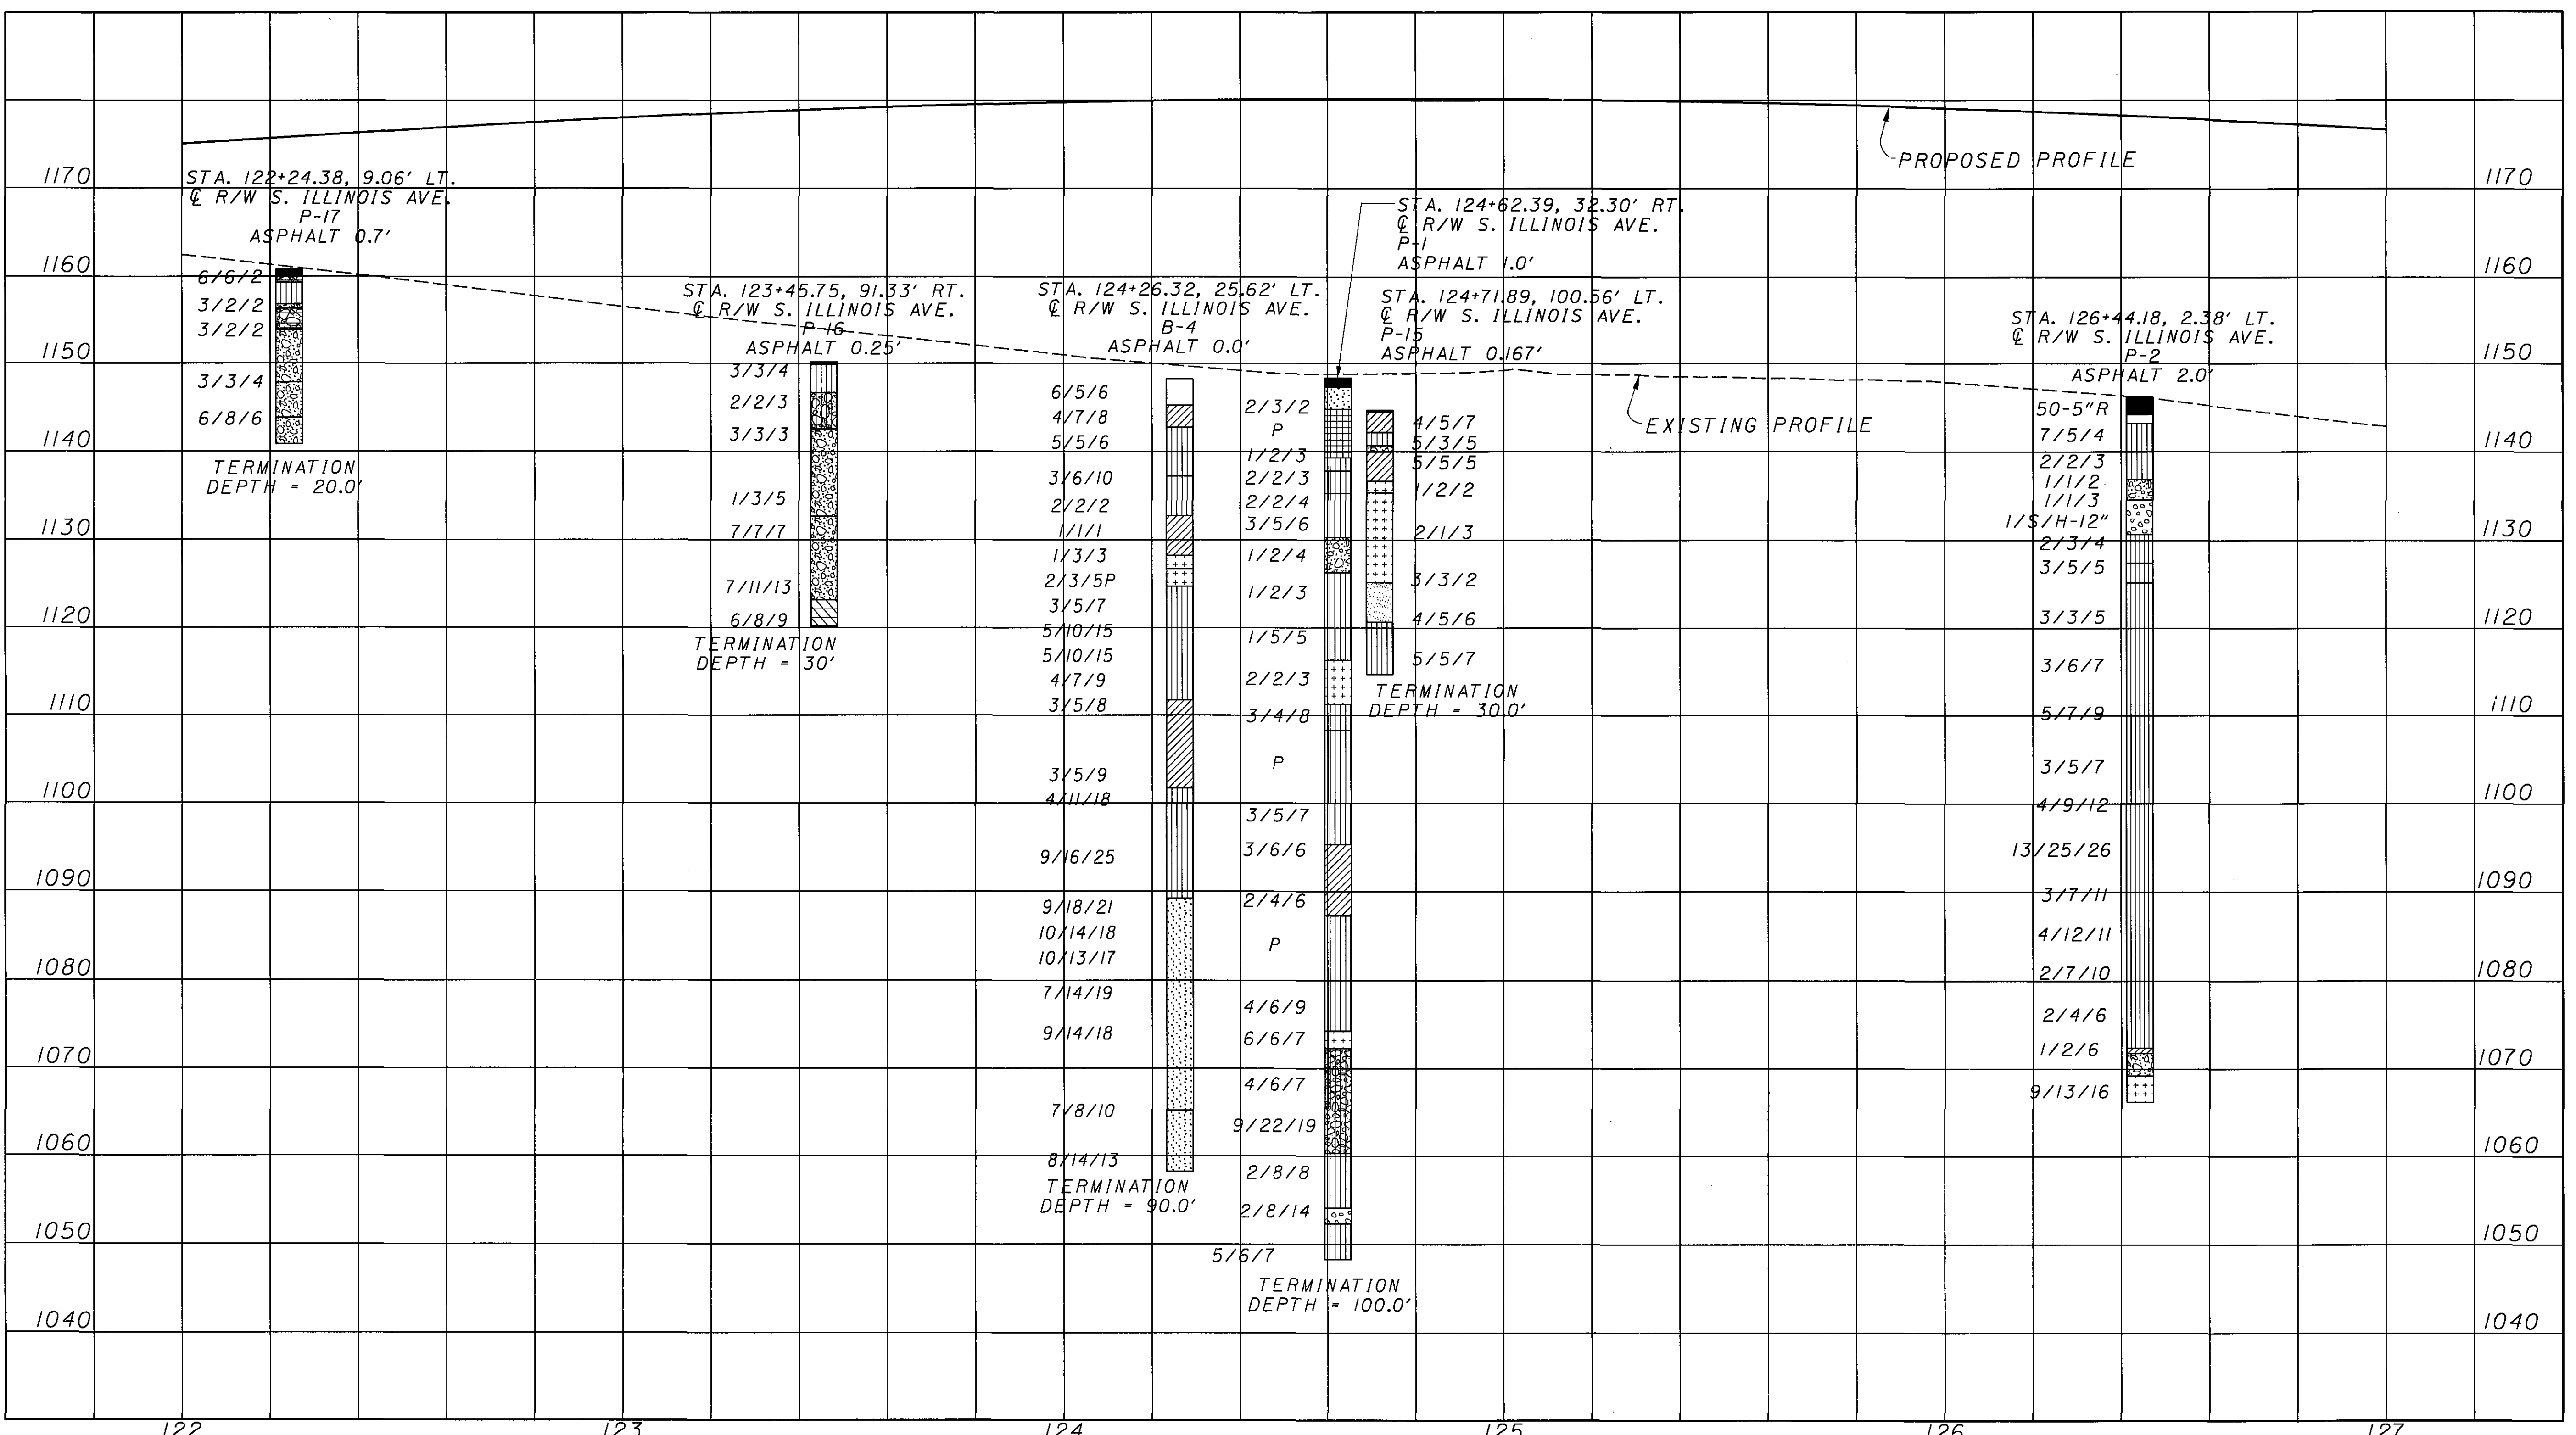 PROPOSED PROFILE
EXISTING PROFILE
1170
1160
1150
1140
1130
1120
1110
1100
1090
1080
1070
1060
1050
1040
STA. 122+24.38, 9.06' LT.
℄ R/W S. ILLINOIS AVE.
P-17
ASPHALT 0.7'
6/6/2
3/2/2
3/2/2
3/3/4
6/8/6
TERMINATION
DEPTH = 20.0'
STA. 123+45.75, 91.33' RT.
℄ R/W S. ILLINOIS AVE.
P-16
ASPHALT 0.25'
3/3/4
2/2/3
3/3/3
1/3/5
7/7/7
7/11/13
6/8/9
TERMINATION
DEPTH = 30'
STA. 124+26.32, 25.62' LT.
℄ R/W S. ILLINOIS AVE.
B-4
ASPHALT 0.0'
6/5/6
4/7/8
5/5/6
3/6/10
2/2/2
1/1/1
1/3/3
2/3/5P
3/5/7
5/10/15
5/10/15
4/7/9
3/5/8
3/5/9
4/11/18
9/16/25
9/18/21
10/14/18
10/13/17
7/14/19
9/14/18
7/8/10
8/14/13
TERMINATION
DEPTH = 90.0'
STA. 124+62.39, 32.30' RT.
℄ R/W S. ILLINOIS AVE.
P-1
ASPHALT 1.0'
2/3/2
P
1/2/3
2/2/3
2/2/4
3/5/6
1/2/4
1/2/3
1/5/5
2/2/3
3/4/8
P
3/5/7
3/6/6
2/4/6
P
4/6/9
6/6/7
4/6/7
9/22/19
2/8/8
2/8/14
5/6/7
TERMINATION
DEPTH = 100.0'
STA. 124+71.89, 100.56' LT.
℄ R/W S. ILLINOIS AVE.
P-15
ASPHALT 0.167'
4/5/7
5/3/5
5/5/5
1/2/2
2/1/3
3/3/2
4/5/6
5/5/7
TERMINATION
DEPTH = 30.0'
STA. 126+44.18, 2.38' LT.
℄ R/W S. ILLINOIS AVE.
P-2
ASPHALT 2.0'
50-5"R
7/5/4
2/2/3
1/1/2
1/1/3
1/S/H-12"
2/3/4
3/5/5
3/3/5
3/6/7
5/7/9
3/5/7
4/9/12
13/25/26
3/7/11
4/12/11
2/7/10
2/4/6
1/2/6
9/13/16
1170
1160
1150
1140
1130
1120
1110
1100
1090
1080
1070
1060
1050
1040
122
123
124
125
126
127